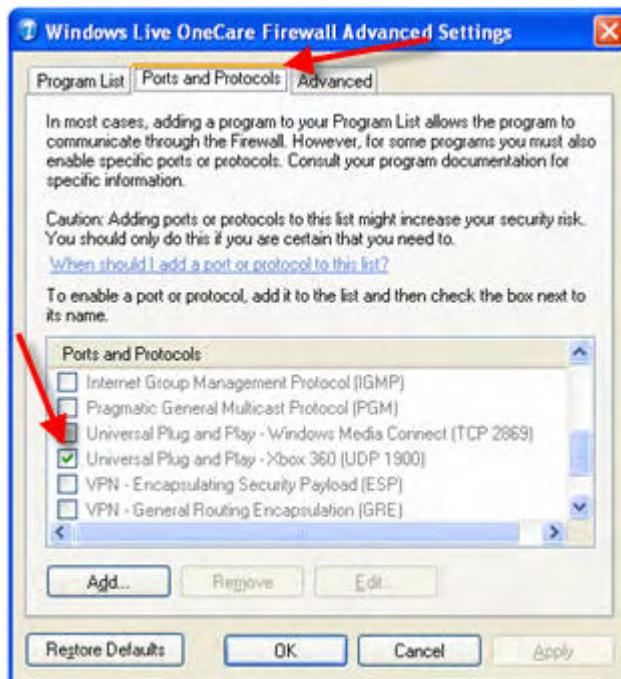 Windows Live OneCare Firewall Advanced Settings
Program List Ports and Protocols Advanced
In most cases, adding a program to your Program List allows the program to
communicate through the Firewall. However, for some programs you must also
enable specific ports or protocols. Consult your program documentation for
specific information.
Caution: Adding ports or protocols to this list might increase your security risk.
You should only do this if you are certain that you need to.
When should I add a port or protocol to this list?
To enable a port or protocol, add it to the list and then check the box next to
its name.
Ports and Protocols
Internet Group Management Protocol (IGMP)
Pragmatic General Multicast Protocol (PGM)
Universal Plug and Play - Windows Media Connect (TCP 2869)
Universal Plug and Play - Xbox 360 (UDP 1900)
VPN - Encapsulating Security Payload (ESP)
VPN - General Routing Encapsulation (GRE)
Add... Remove Edit...
Restore Defaults OK Cancel Apply